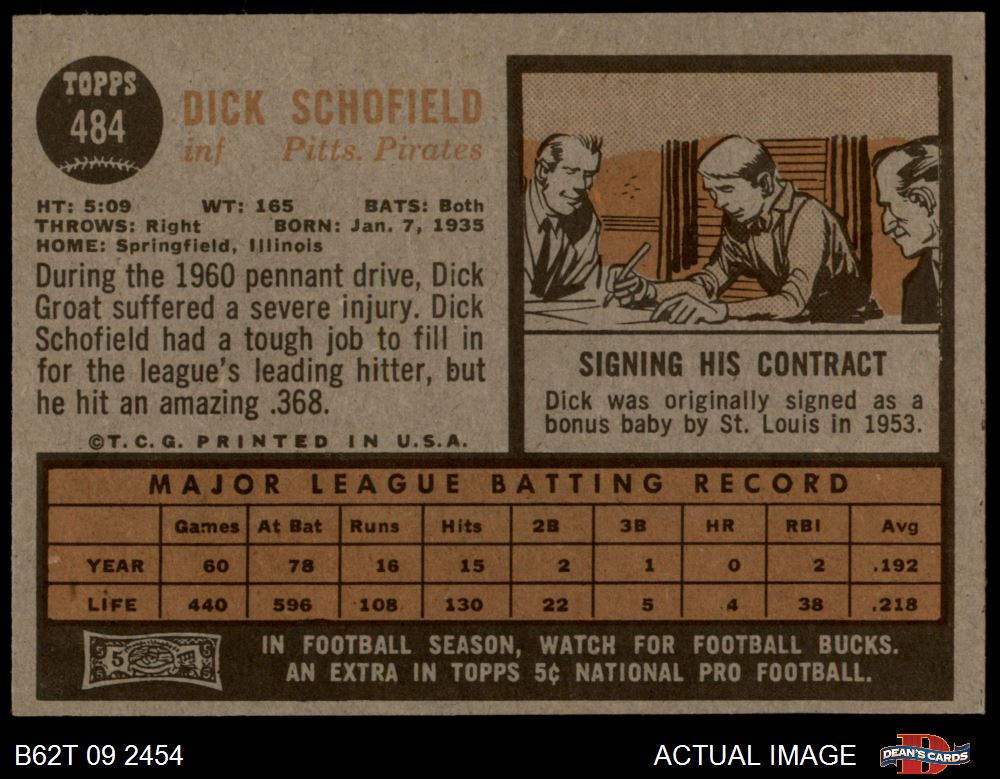 TOPPS
484
DICK SCHOFIELD
inf Pitts. Pirates
HT: 5:09 WT: 165 BATS: Both
THROWS: Right BORN: Jan. 7, 1935
HOME: Springfield, Illinois
During the 1960 pennant drive, Dick
Groat suffered a severe injury. Dick
Schofield had a tough job to fill in
for the league's leading hitter, but
he hit an amazing .368.
©T.C.G. PRINTED IN U.S.A.
SIGNING HIS CONTRACT
Dick was originally signed as a
bonus baby by St. Louis in 1953.
MAJOR LEAGUE BATTING RECORD
Games At Bat Runs Hits 2B 3B HR RBI Avg
YEAR 60 78 16 15 2 1 0 2 .192
LIFE 440 596 108 130 22 5 4 38 .218
5
IN FOOTBALL SEASON, WATCH FOR FOOTBALL BUCKS.
AN EXTRA IN TOPPS 5¢ NATIONAL PRO FOOTBALL.
B62T 09 2454 ACTUAL IMAGE
DEAN'S CARDS